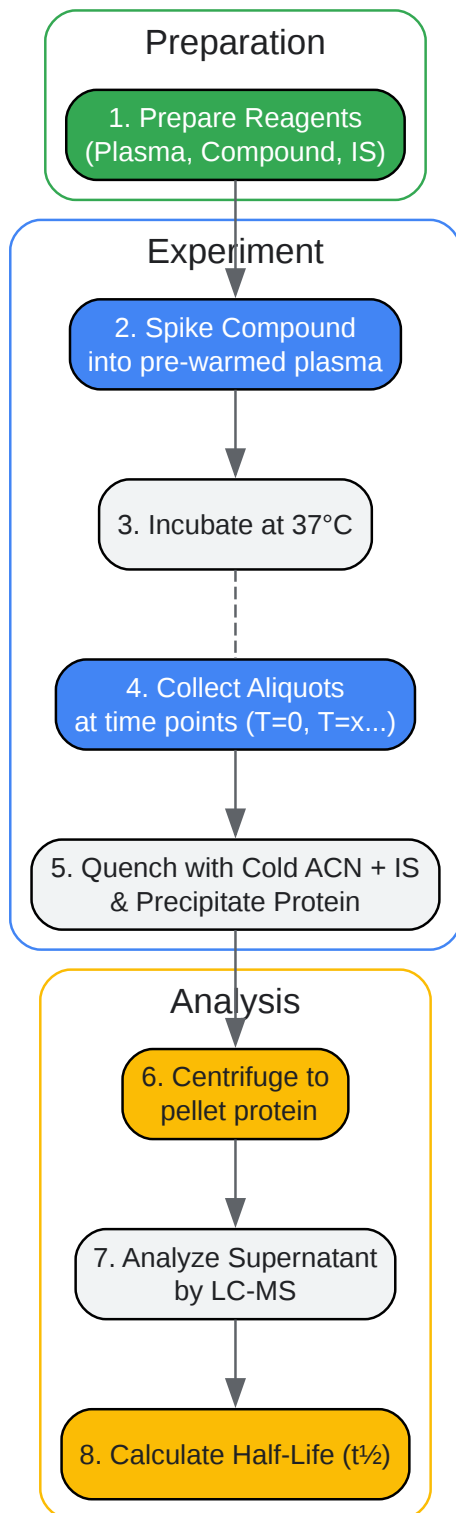 Preparation
1. Prepare Reagents
(Plasma, Compound, IS)
Experiment
2. Spike Compound
into pre-warmed plasma
3. Incubate at 37°C
4. Collect Aliquots
at time points (T=0, T=x...)
5. Quench with Cold ACN + IS
& Precipitate Protein
Analysis
6. Centrifuge to
pellet protein
7. Analyze Supernatant
by LC-MS
8. Calculate Half-Life (t½)